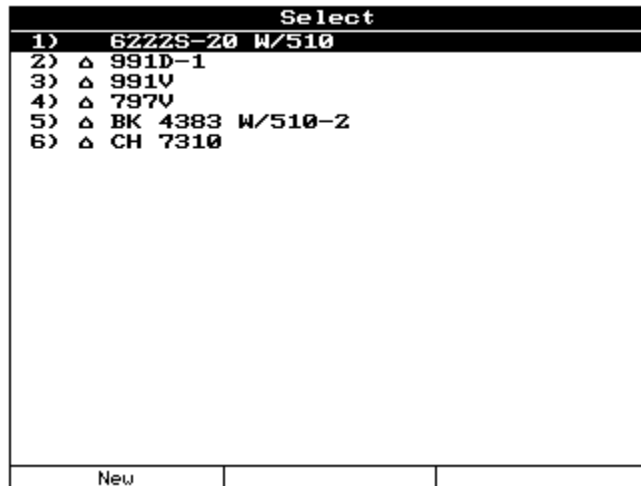 Select
1) 6222S-20 W/510
2) △ 991D-1
3) △ 991V
4) △ 797V
5) △ BK 4383 W/510-2
6) △ CH 7310
New